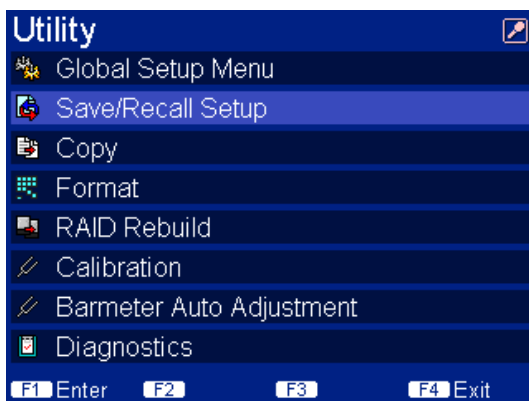 Utility
Global Setup Menu
Save/Recall Setup
Copy
Format
RAID Rebuild
Calibration
Barmeter Auto Adjustment
Diagnostics
F1 Enter F2 F3 F4 Exit